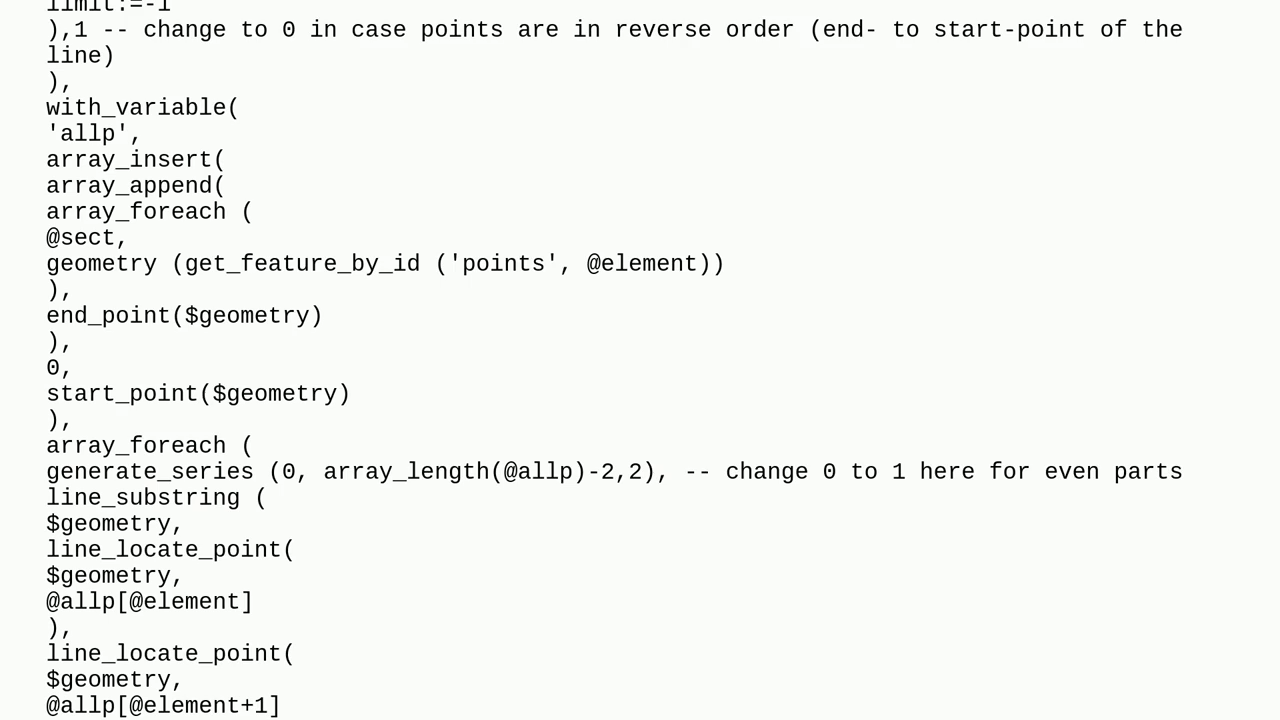 limit:=-1
),1 -- change to 0 in case points are in reverse order (end- to start-point of the
line)
),
with_variable(
'allp',
array_insert(
array_append(
array_foreach (
@sect,
geometry (get_feature_by_id ('points', @element))
),
end_point($geometry)
),
0,
start_point($geometry)
),
array_foreach (
generate_series (0, array_length(@allp)-2,2), -- change 0 to 1 here for even parts
line_substring (
$geometry,
line_locate_point(
$geometry,
@allp[@element]
),
line_locate_point(
$geometry,
@allp[@element+1]